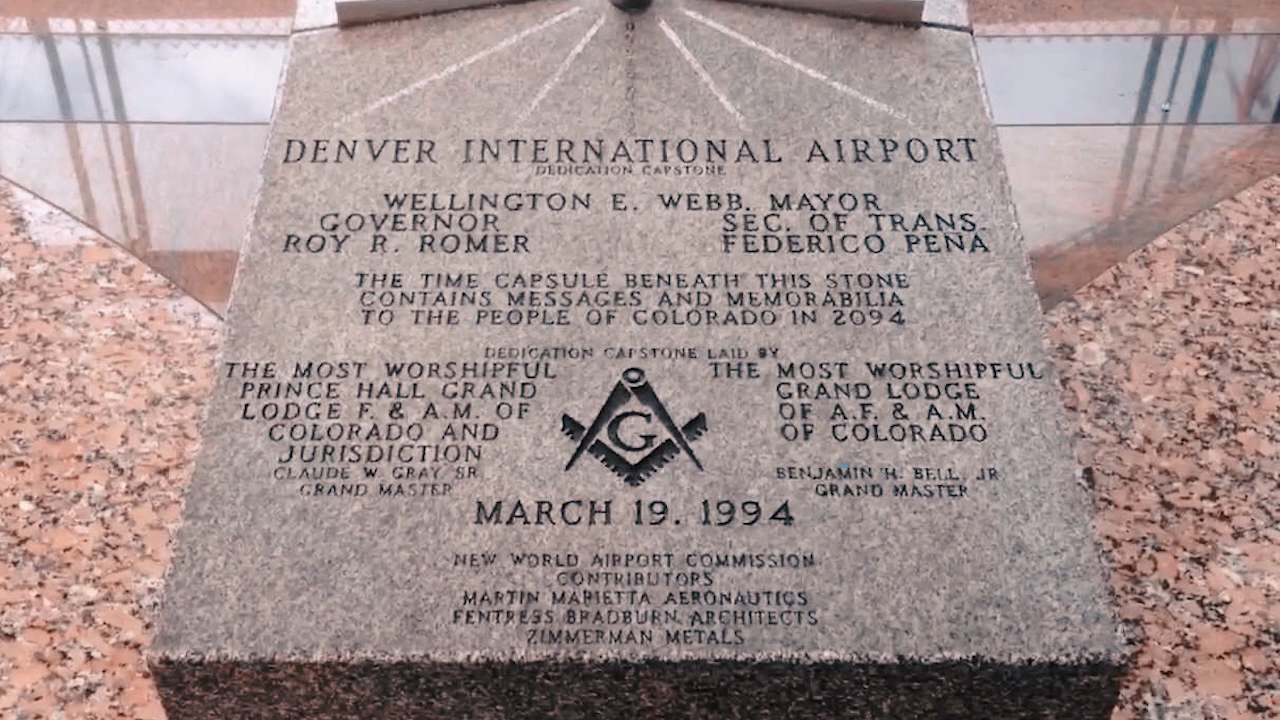 DENVER INTERNATIONAL AIRPORT
DEDICATION CAPSTONE
WELLINGTON E. WEBB. MAYOR
GOVERNOR SEC. OF TRANS.
ROY R. ROMER FEDERICO PEÑA
THE TIME CAPSULE BENEATH THIS STONE
CONTAINS MESSAGES AND MEMORABILIA
TO THE PEOPLE OF COLORADO IN 2094
DEDICATION CAPSTONE LAID BY
THE MOST WORSHIPFUL
PRINCE HALL GRAND
LODGE F. & A.M. OF
COLORADO AND
JURISDICTION
CLAUDE W. GRAY SR
GRAND MASTER
G
THE MOST WORSHIPFUL
GRAND LODGE
OF A.F. & A.M.
OF COLORADO
BENJAMIN H. BELL, JR
GRAND MASTER
MARCH 19. 1994
NEW WORLD AIRPORT COMMISSION
CONTRIBUTORS
MARTIN MARIETTA AERONAUTICS
FENTRESS BRADBURN ARCHITECTS
ZIMMERMAN METALS